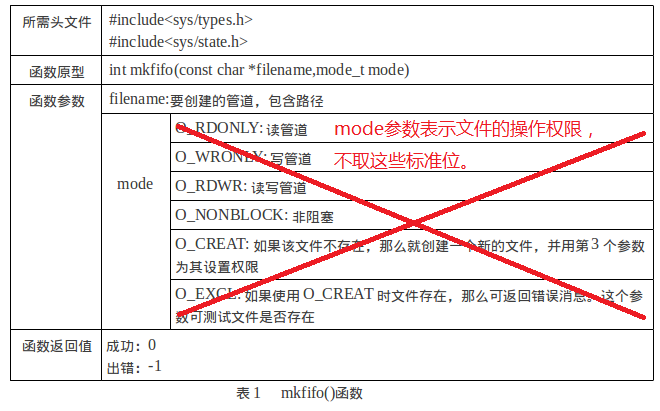 所需头文件
#include<sys/types.h>
#include<sys/state.h>
函数原型
int mkfifo(const char *filename,mode_t mode)
函数参数
filename:要创建的管道，包含路径
mode
O_RDONLY: 读管道
mode参数表示文件的操作权限，
O_WRONLY: 写管道
不取这些标准位。
O_RDWR: 读写管道
O_NONBLOCK: 非阻塞
O_CREAT: 如果该文件不存在，那么就创建一个新的文件，并用第 3 个参数
为其设置权限
O_EXCL: 如果使用 O_CREAT 时文件存在，那么可返回错误消息。这个参
数可测试文件是否存在
函数返回值
成功：0
出错：-1
表 1 mkfifo()函数